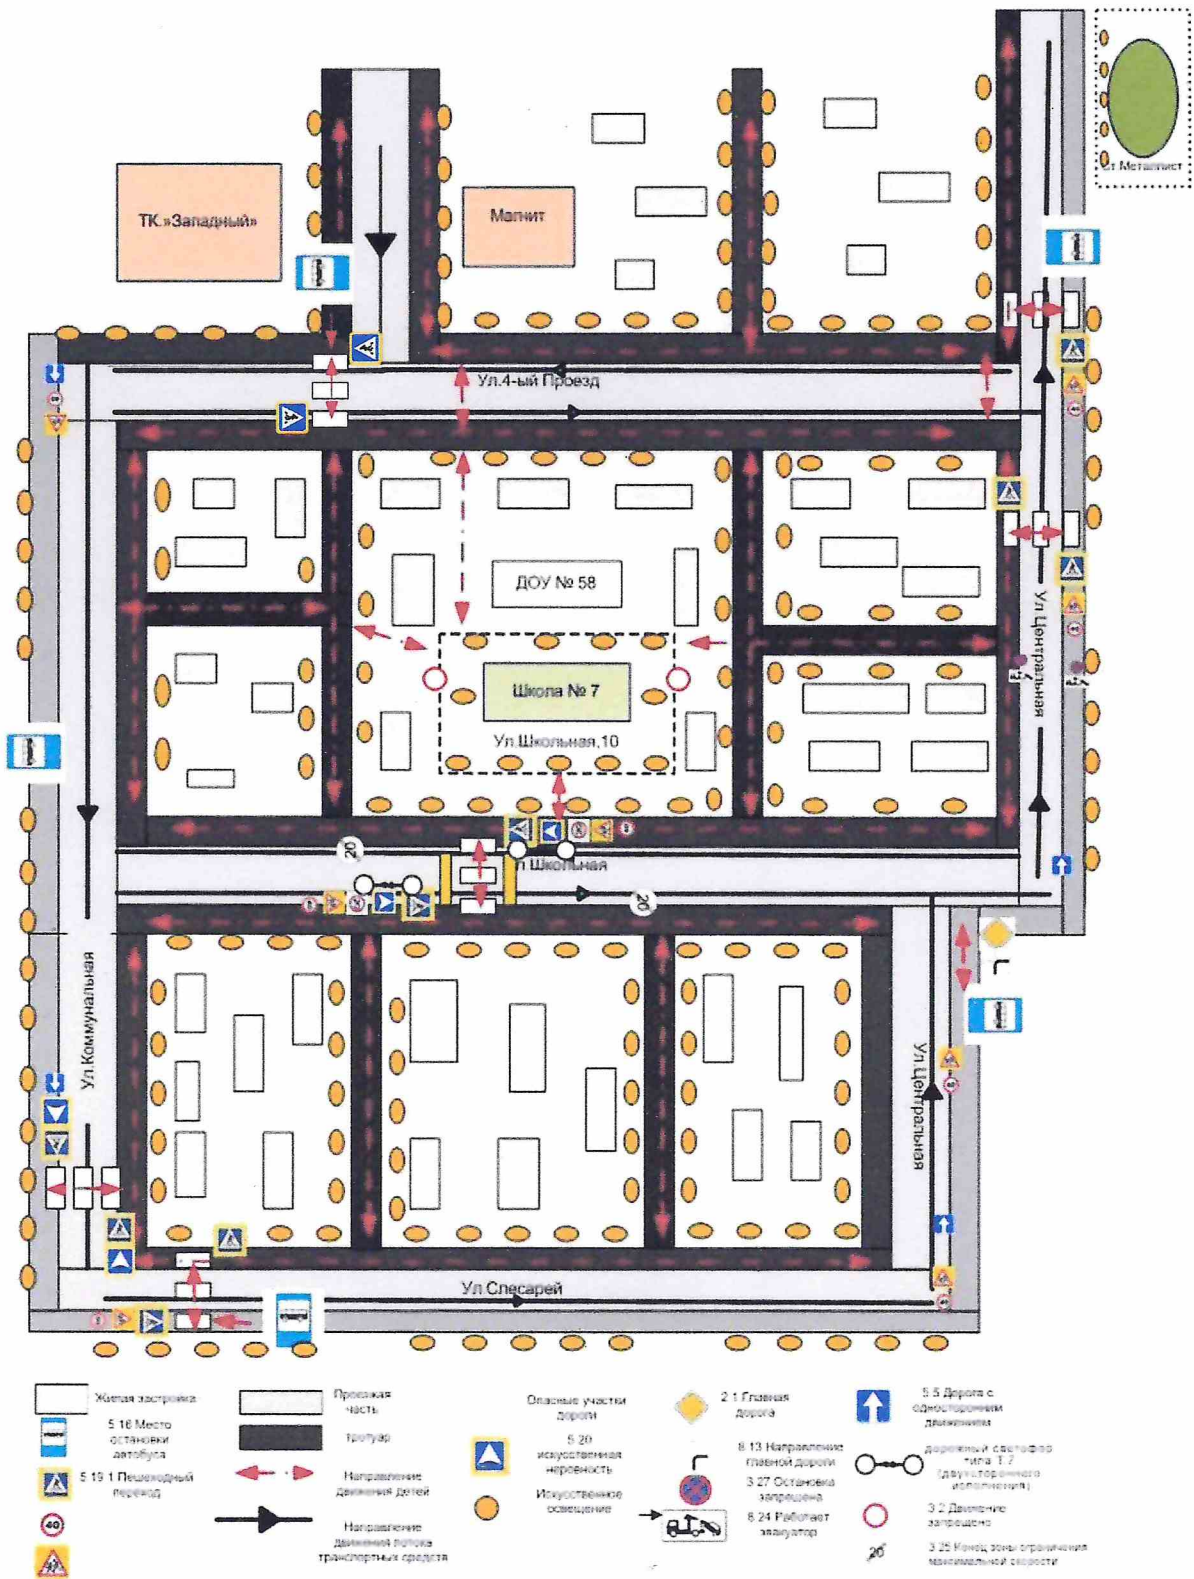 ст.Металлист
ТК.»Западный»
Магнит
Ул.4-ый Проезд
ДОУ № 58
Школа № 7
Ул.Школьная,10
Ул.Центральная
20
л Школьная
20
Ул.Коммунальная
Ул.Центральная
Ул.Слесарей
Жилая застройка
5.16 Место
остановки
автобуса
5.19.1 Пешеходный
переход
40
Проезжая
часть
тротуар
Направление
движения детей
Направление
движения потока
транспортных средств
Опасные участки
дороги
5.20
искусственная
неровность
Искусственное
освещение
2.1 Главная
дорога
8.13 Направление
главной дороги
3.27 Остановка
запрещена
8.24 Работает
эвакуатор
5.5 Дорога с
односторонним
движением
дорожный светофор
типа Т.7
(двухстороннего
исполнения)
3.2 Движение
запрещено
20
3.25 Конец зоны ограничения
максимальной скорости